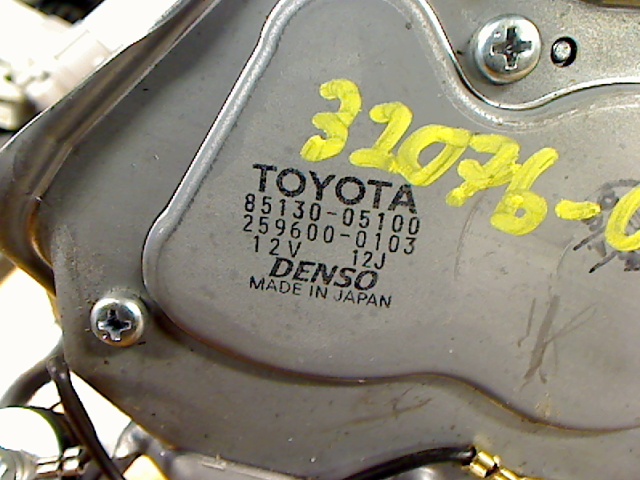 32076-0
TOYOTA
85130-05100
259600-0103
12V 12J
DENSO
MADE IN JAPAN